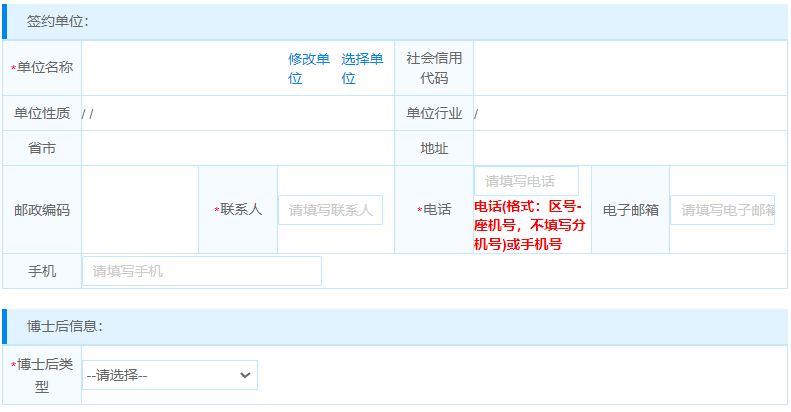 签约单位:
*单位名称
修改单
位
选择单
位
社会信用
代码
单位性质
/ /
单位行业
/
省市
地址
邮政编码
*联系人
请填写联系人
*电话
请填写电话
电话(格式：区号-
座机号，不填写分
机号)或手机号
电子邮箱
请填写电子邮箱
手机
请填写手机
博士后信息:
*博士后类
型
--请选择--